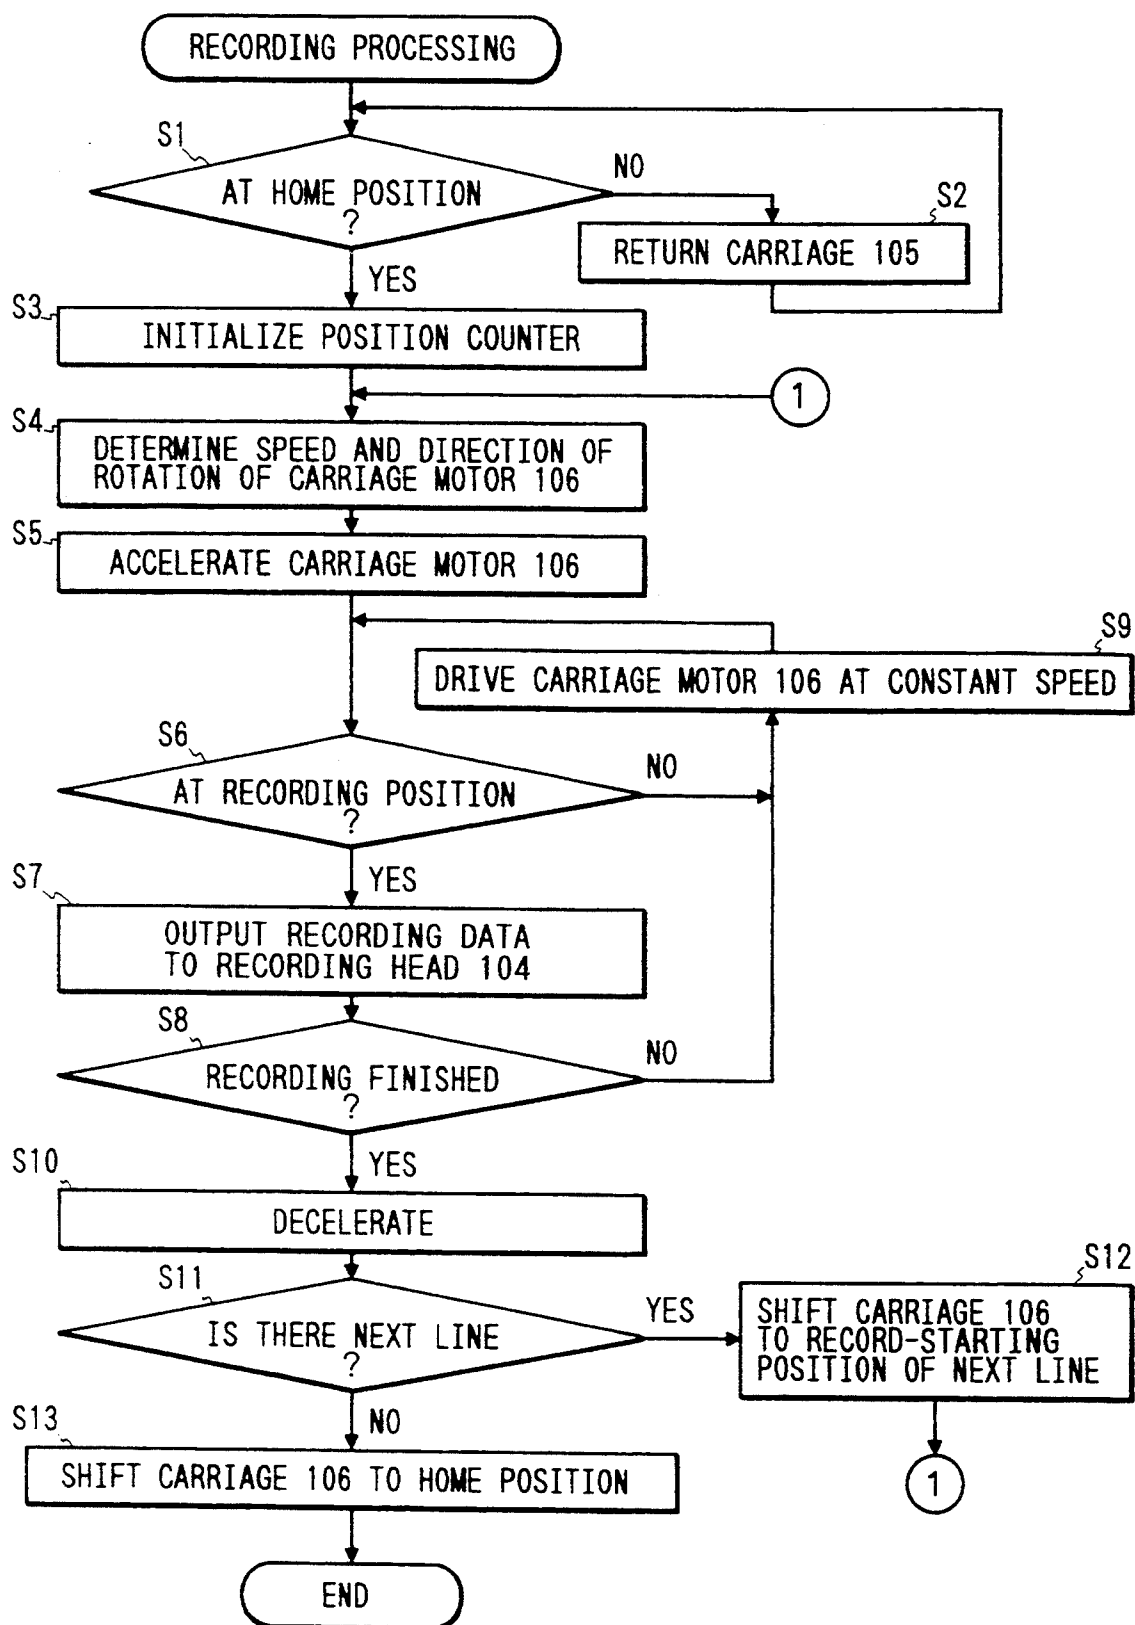 RECORDING PROCESSING
S1
AT HOME POSITION
?
NO
S2
RETURN CARRIAGE 105
YES
S3
INITIALIZE POSITION COUNTER
1
S4
DETERMINE SPEED AND DIRECTION OF
ROTATION OF CARRIAGE MOTOR 106
S5
ACCELERATE CARRIAGE MOTOR 106
S9
DRIVE CARRIAGE MOTOR 106 AT CONSTANT SPEED
S6
AT RECORDING POSITION
?
NO
YES
S7
OUTPUT RECORDING DATA
TO RECORDING HEAD 104
S8
RECORDING FINISHED
?
NO
YES
S10
DECELERATE
S11
IS THERE NEXT LINE
?
YES
S12
SHIFT CARRIAGE 106
TO RECORD-STARTING
POSITION OF NEXT LINE
NO
1
S13
SHIFT CARRIAGE 106 TO HOME POSITION
END